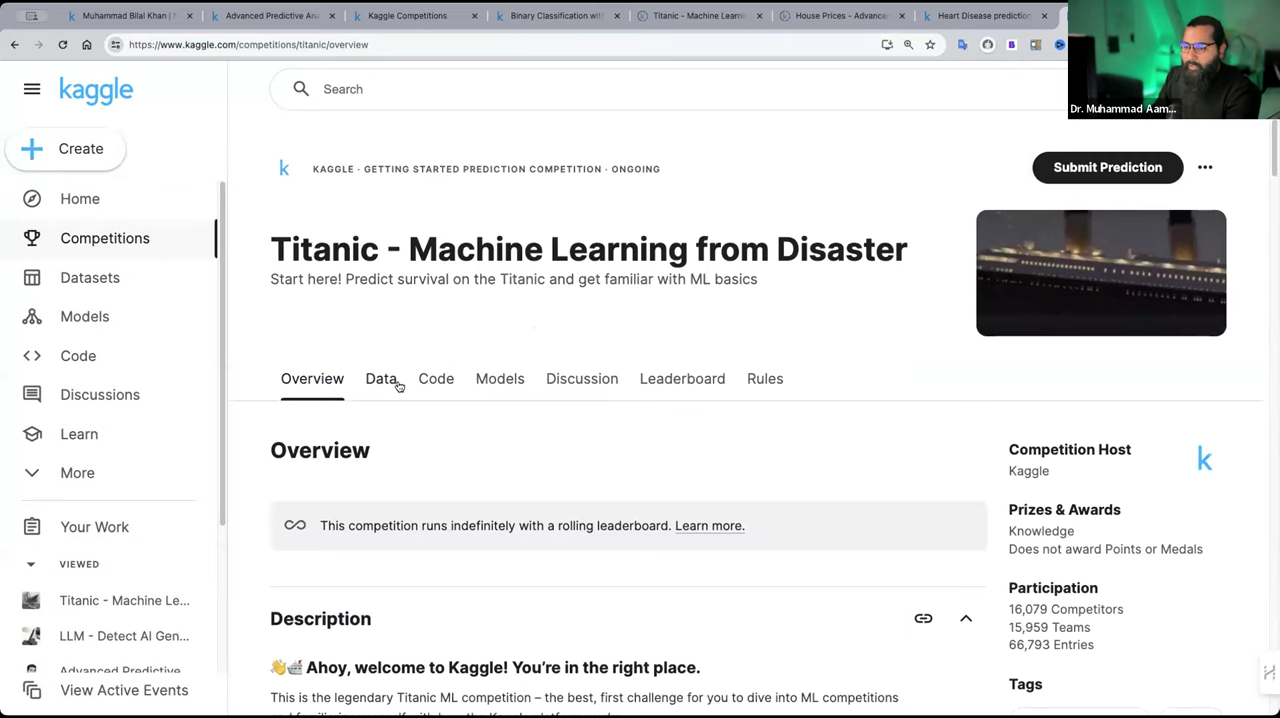 Muhammad Bilal Khan |
Advanced Predictive An
Kaggle Competitions
Binary Classification with
Titanic - Machine Learni
House Prices - Advance
Heart Disease prediction
https://www.kaggle.com/competitions/titanic/overview
Dr. Muhammad Aam...
kaggle
Search
Create
Home
Competitions
Datasets
Models
Code
Discussions
Learn
More
Your Work
VIEWED
Titanic - Machine Le...
LLM - Detect AI Gen...
Advanced Predictive
View Active Events
k
KAGGLE · GETTING STARTED PREDICTION COMPETITION · ONGOING
Submit Prediction
Titanic - Machine Learning from Disaster
Start here! Predict survival on the Titanic and get familiar with ML basics
Overview Data Code Models Discussion Leaderboard Rules
Overview
This competition runs indefinitely with a rolling leaderboard. Learn more.
Description
👋🛳️ Ahoy, welcome to Kaggle! You’re in the right place.
This is the legendary Titanic ML competition – the best, first challenge for you to dive into ML competitions
Competition Host
Kaggle
k
Prizes & Awards
Knowledge
Does not award Points or Medals
Participation
16,079 Competitors
15,959 Teams
66,793 Entries
Tags